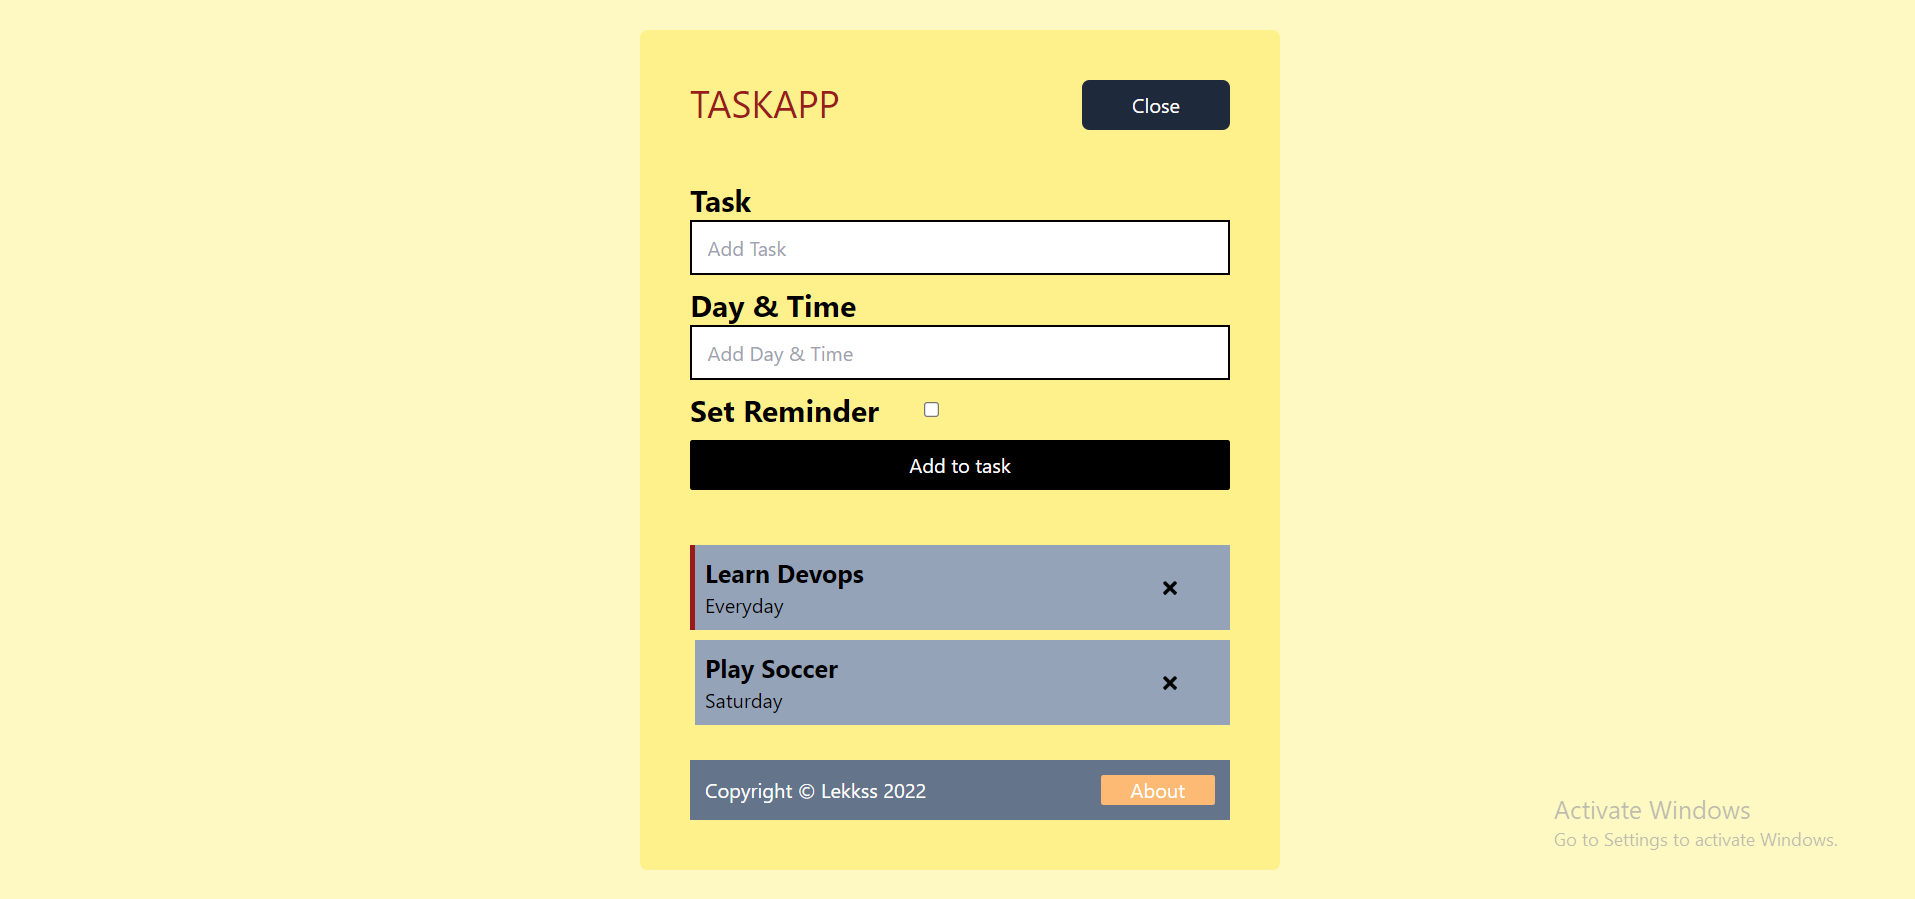 TASKAPP
Close
Task
Add Task
Day & Time
Add Day & Time
Set Reminder
Add to task
Learn Devops
Everyday
Play Soccer
Saturday
Copyright © Lekkss 2022
About
Activate Windows
Go to Settings to activate Windows.